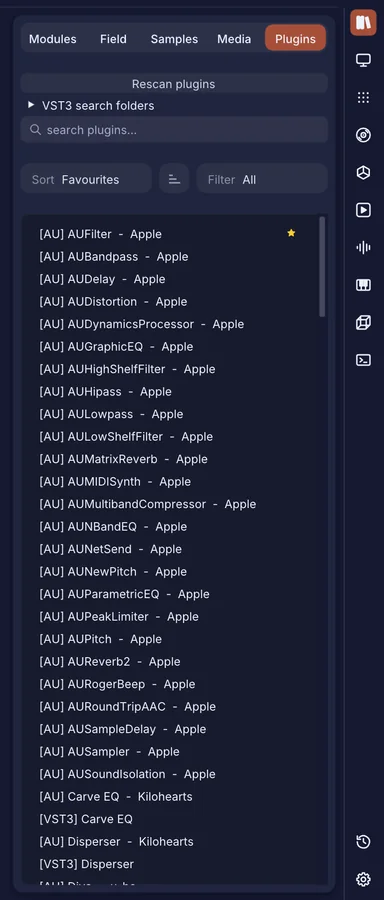 Modules Field Samples Media Plugins
Rescan plugins
VST3 search folders
search plugins...
Sort Favourites Filter All
[AU] AUFilter - Apple
[AU] AUBandpass - Apple
[AU] AUDelay - Apple
[AU] AUDistortion - Apple
[AU] AUDynamicsProcessor - Apple
[AU] AUGraphicEQ - Apple
[AU] AUHighShelfFilter - Apple
[AU] AUHipass - Apple
[AU] AULowpass - Apple
[AU] AULowShelfFilter - Apple
[AU] AUMatrixReverb - Apple
[AU] AUMIDISynth - Apple
[AU] AUMultibandCompressor - Apple
[AU] AUNBandEQ - Apple
[AU] AUNetSend - Apple
[AU] AUNewPitch - Apple
[AU] AUParametricEQ - Apple
[AU] AUPeakLimiter - Apple
[AU] AUPitch - Apple
[AU] AUReverb2 - Apple
[AU] AURogerBeep - Apple
[AU] AURoundTripAAC - Apple
[AU] AUSampleDelay - Apple
[AU] AUSampler - Apple
[AU] AUSoundIsolation - Apple
[AU] Carve EQ - Kilohearts
[VST3] Carve EQ
[AU] Disperser - Kilohearts
[VST3] Disperser